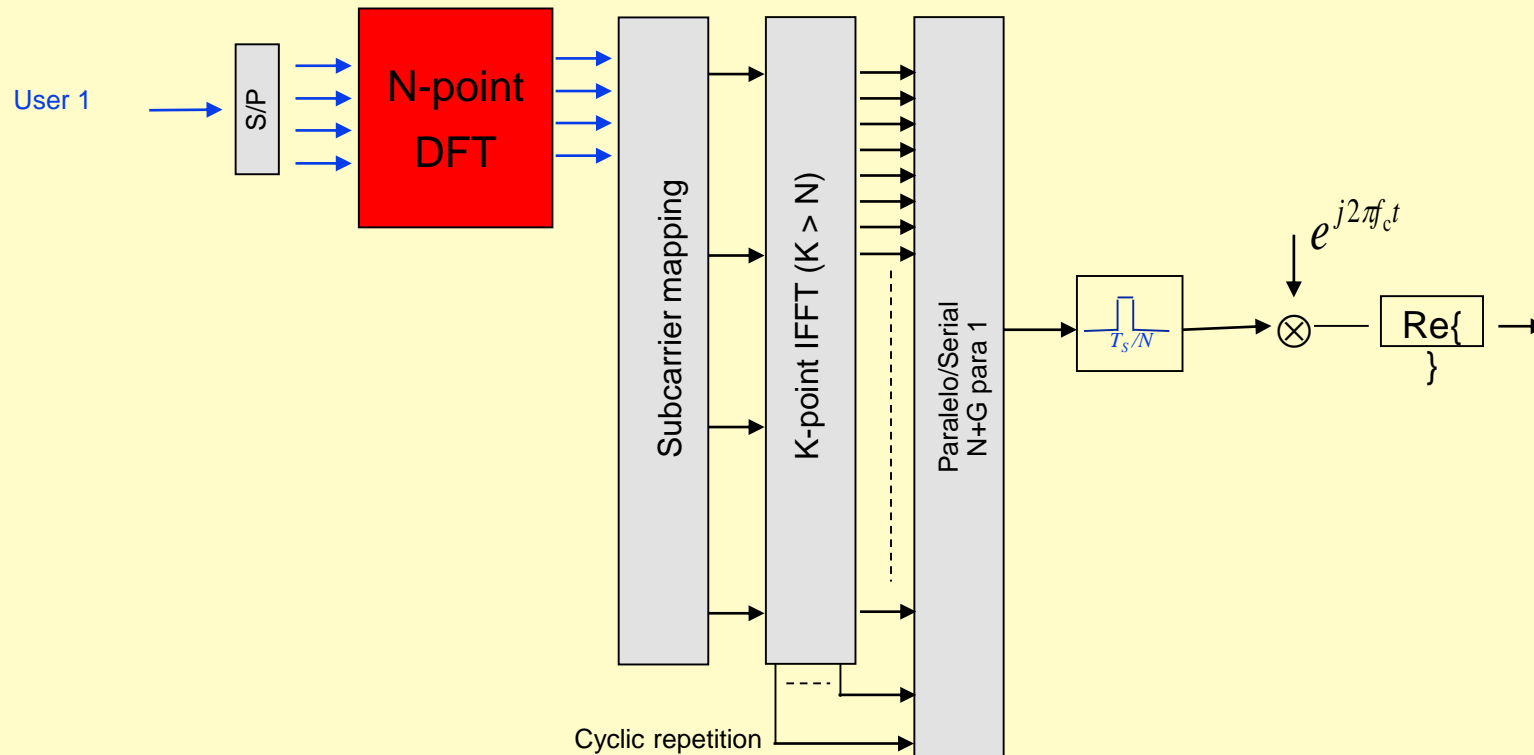 User 1
S/P
N-point
DFT
Subcarrier mapping
K-point IFFT (K > N)
Paralelo/Serial
N+G para 1
T_S/N
e^{j2πf_c t}
⊗
Re{
}
Cyclic repetition